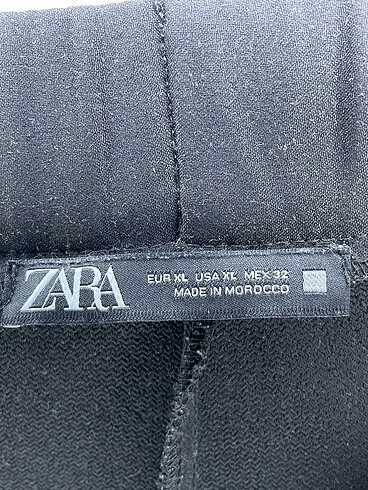 ZARA
EUR XL USA XL MEX 32
MADE IN MOROCCO